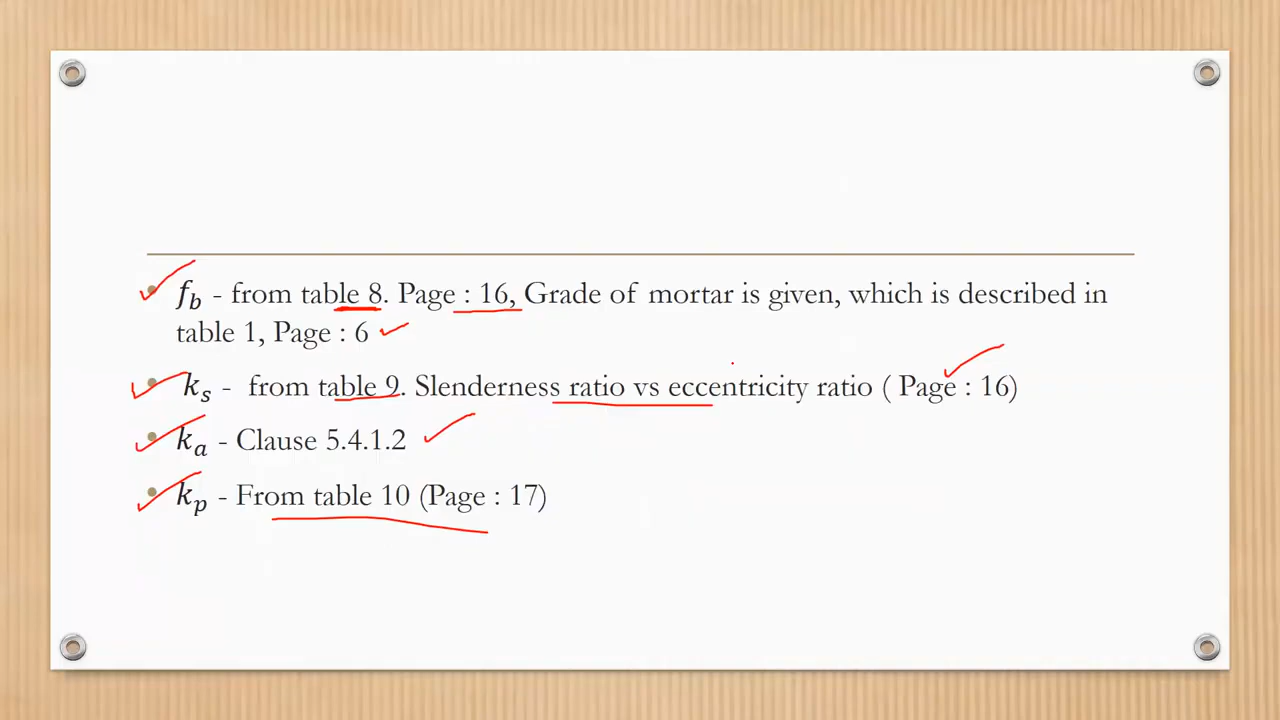 • f_b - from table 8. Page : 16, Grade of mortar is given, which is described in
table 1, Page : 6
• k_s - from table 9. Slenderness ratio vs eccentricity ratio ( Page : 16)
• k_a - Clause 5.4.1.2
• k_p - From table 10 (Page : 17)